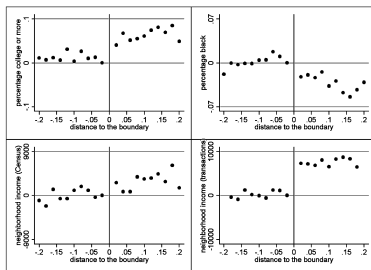 percentage collage or more
.1
0
-.1
-.2 -.15 -.1 -.05 0 .05 .1 .15 .2
distance to the boundary
percentage black
.07
0
-.07
-.2 -.15 -.1 -.05 0 .05 .1 .15 .2
distance to the boundary
neighborhood income (Census)
9000
0
-9000
-.2 -.15 -.1 -.05 0 .05 .1 .15 .2
distance to the boundary
neighborhood income (transactions)
10000
0
-10000
-.2 -.15 -.1 -.05 0 .05 .1 .15 .2
distance to the boundary